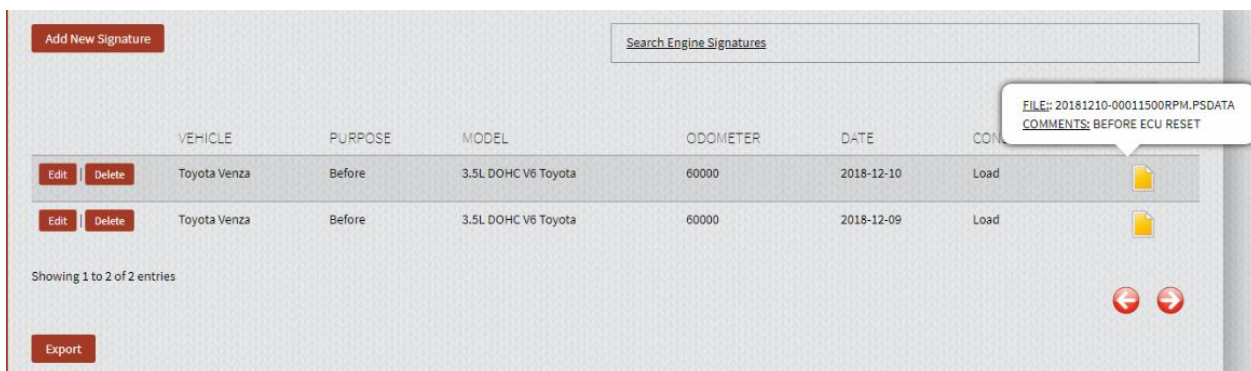 Add New Signature
Search Engine Signatures
FILE:: 20181210-00011500RPM.PSDATA
COMMENTS: BEFORE ECU RESET
VEHICLE PURPOSE MODEL ODOMETER DATE
Edit | Delete Toyota Venza Before 3.5L DOHC V6 Toyota 60000 2018-12-10 Load
Edit | Delete Toyota Venza Before 3.5L DOHC V6 Toyota 60000 2018-12-09 Load
Showing 1 to 2 of 2 entries
Export